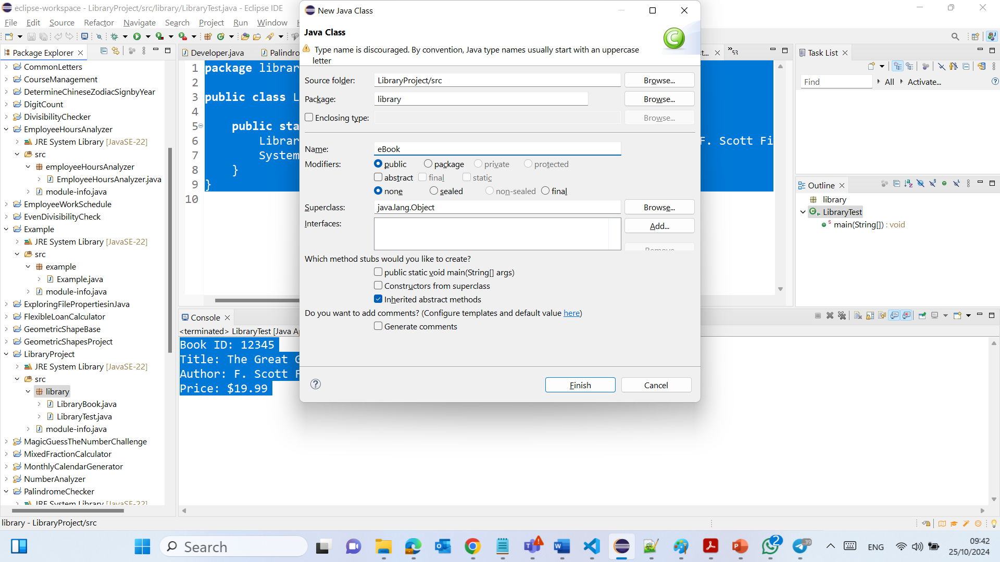 eclipse-workspace - LibraryProject/src/library/LibraryTest.java - Eclipse IDE
File Edit Source Refactor Navigate Search Project Run Window
Package Explorer
CommonLetters
CourseManagement
DetermineChineseZodiacSignbyYear
DigitCount
DivisibilityChecker
EmployeeHoursAnalyzer
JRE System Library [JavaSE-22]
src
employeeHoursAnalyzer
EmployeeHoursAnalyzer.java
module-info.java
EmployeeWorkSchedule
EvenDivisibilityCheck
Example
JRE System Library [JavaSE-22]
src
example
Example.java
module-info.java
ExploringFilePropertiesinJava
FlexibleLoanCalculator
GeometricShapeBase
GeometricShapesProject
LibraryProject
JRE System Library [JavaSE-22]
src
library
LibraryBook.java
LibraryTest.java
module-info.java
MagicGuessTheNumberChallenge
MixedFractionCalculator
MonthlyCalendarGenerator
NumberAnalyzer
PalindromeChecker
JRE System Library [JavaSE-22]
library - LibraryProject/src
Developer.java
Palindro
t...
53
1 package librar
2
3 public class L
4
5 public sta
6 Librar
F. Scott Fi
7 System
8 }
9 }
10
Console
<terminated> LibraryTest [Java Ap
Book ID: 12345
Title: The Great G
Author: F. Scott F
Price: $19.99
New Java Class
Java Class
Type name is discouraged. By convention, Java type names usually start with an uppercase
letter
Source folder: LibraryProject/src Browse...
Package: library Browse...
Enclosing type: Browse...
Name: eBook
Modifiers: public package private protected
abstract final static
none sealed non-sealed final
Superclass: java.lang.Object Browse...
Interfaces: Add...
Remove
Which method stubs would you like to create?
public static void main(String[] args)
Constructors from superclass
Inherited abstract methods
Do you want to add comments? (Configure templates and default value here)
Generate comments
Finish Cancel
Task List
Find All Activate...
Outline
library
LibraryTest
main(String[]) : void
Search
2
39
ENG
09:42
25/10/2024